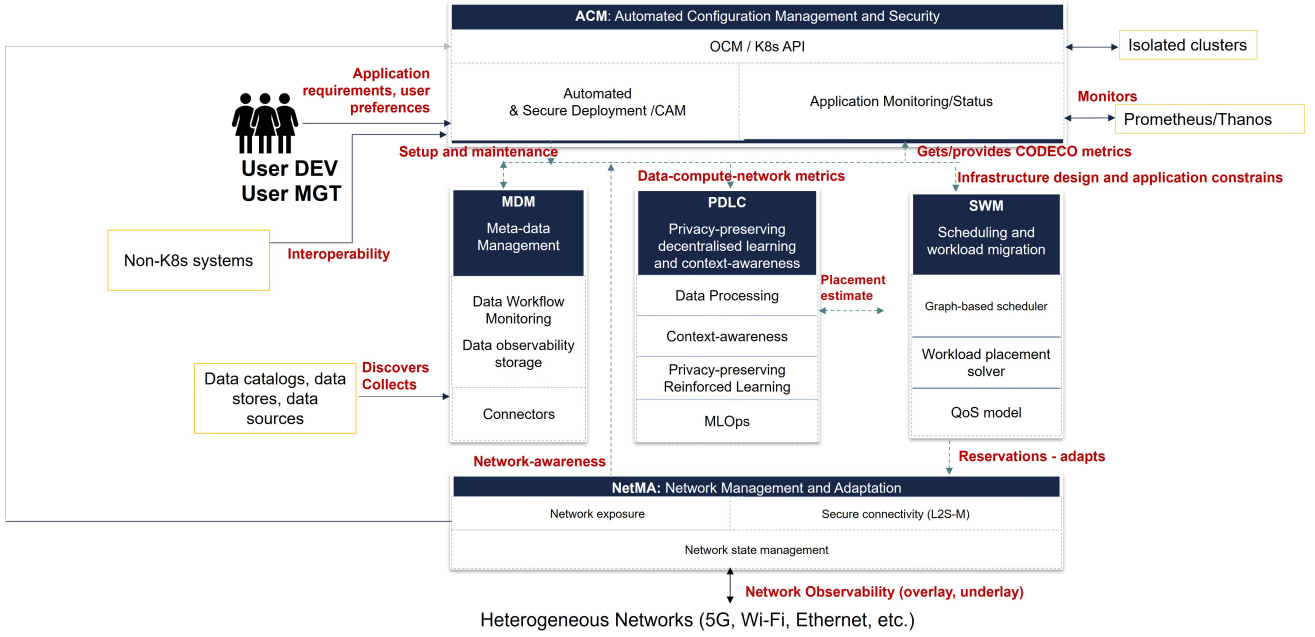 ACM: Automated Configuration Management and Security
OCM / K8s API
Isolated clusters
Application
requirements, user
preferences
Automated
& Secure Deployment /CAM
Application Monitoring/Status
Monitors
Prometheus/Thanos
User DEV
User MGT
Setup and maintenance
Gets/provides CODECO metrics
Data-compute-network metrics
Infrastructure design and application constrains
MDM
Meta-data
Management
PDLC
Privacy-preserving
decentralised learning
and context-awareness
SWM
Scheduling and
workload migration
Non-K8s systems
Interoperability
Data Workflow
Monitoring
Data observability
storage
Connectors
Data Processing
Context-awareness
Privacy-preserving
Reinforced Learning
MLOps
Placement
estimate
Graph-based scheduler
Workload placement
solver
QoS model
Data catalogs, data
stores, data
sources
Discovers
Collects
Network-awareness
Reservations - adapts
NetMA: Network Management and Adaptation
Network exposure
Secure connectivity (L2S-M)
Network state management
Network Observability (overlay, underlay)
Heterogeneous Networks (5G, Wi-Fi, Ethernet, etc.)